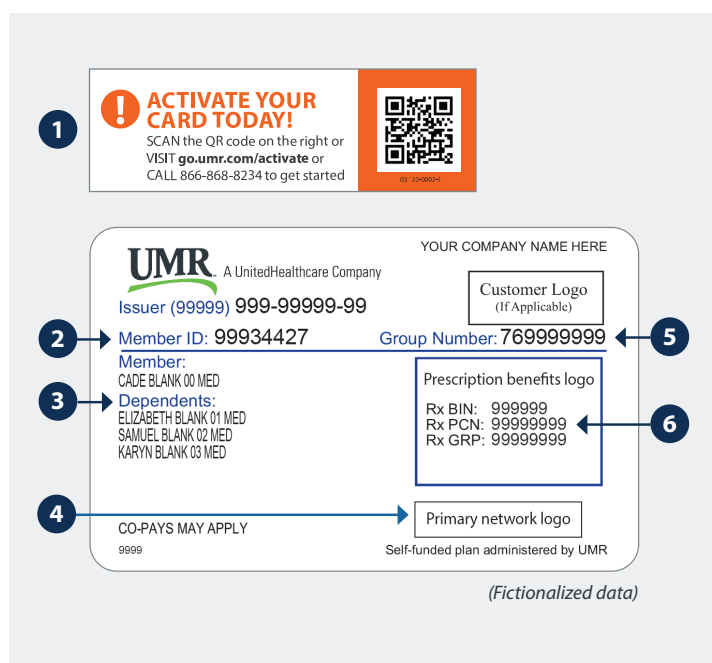 1
!
ACTIVATE YOUR
CARD TODAY!
SCAN the QR code on the right or
VISIT go.umr.com/activate or
CALL 866-868-8234 to get started
YOUR COMPANY NAME HERE
UMR A UnitedHealthcare Company
Customer Logo
(If Applicable)
Issuer (99999) 999-99999-99
2
Member ID: 99934427
Group Number: 769999999
5
Member:
CADE BLANK 00 MED
3
Dependents:
ELIZABETH BLANK 01 MED
SAMUEL BLANK 02 MED
KARYN BLANK 03 MED
Prescription benefits logo
Rx BIN: 999999
Rx PCN: 99999999
Rx GRP: 99999999
6
4
Primary network logo
CO-PAYS MAY APPLY
9999
Self-funded plan administered by UMR
(Fictionalized data)